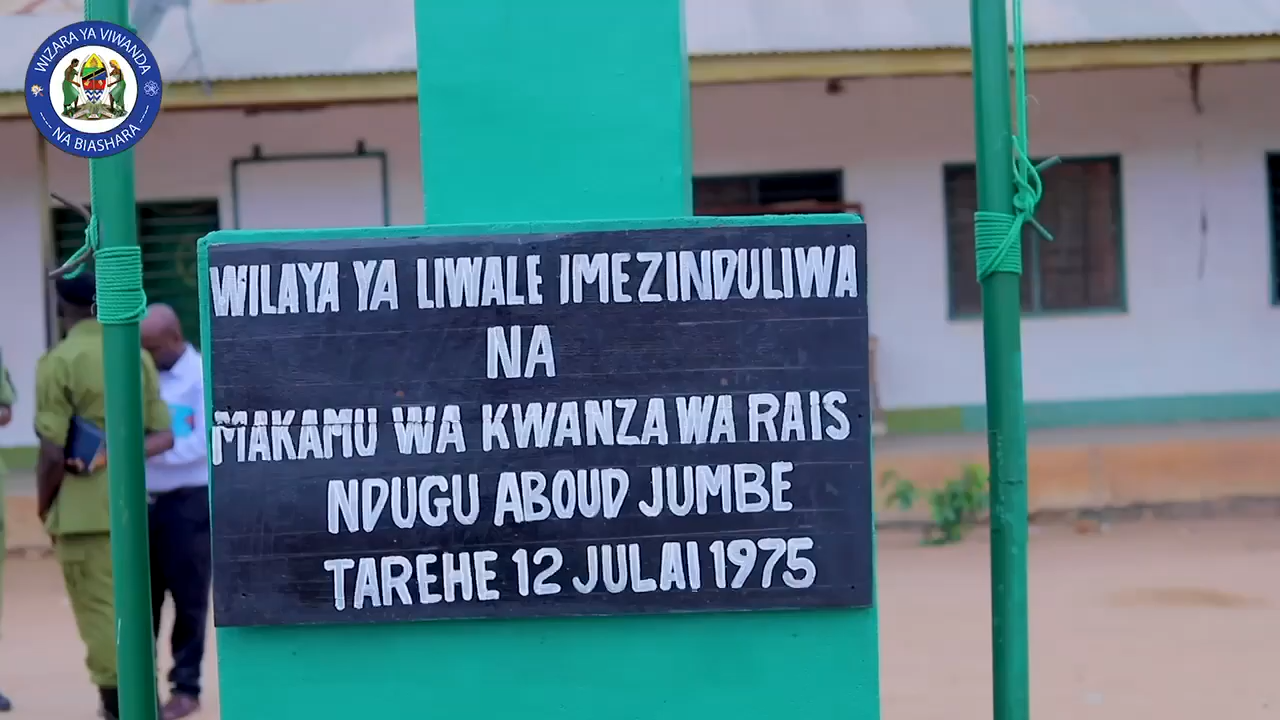 WIZARA YA VIWANDA
NA BIASHARA
WILAYA YA LIWALE IMEZINDULIWA
NA
MAKAMU WA KWANZA WA RAIS
NDUGU ABOUD JUMBE
TAREHE 12 JULAI 1975